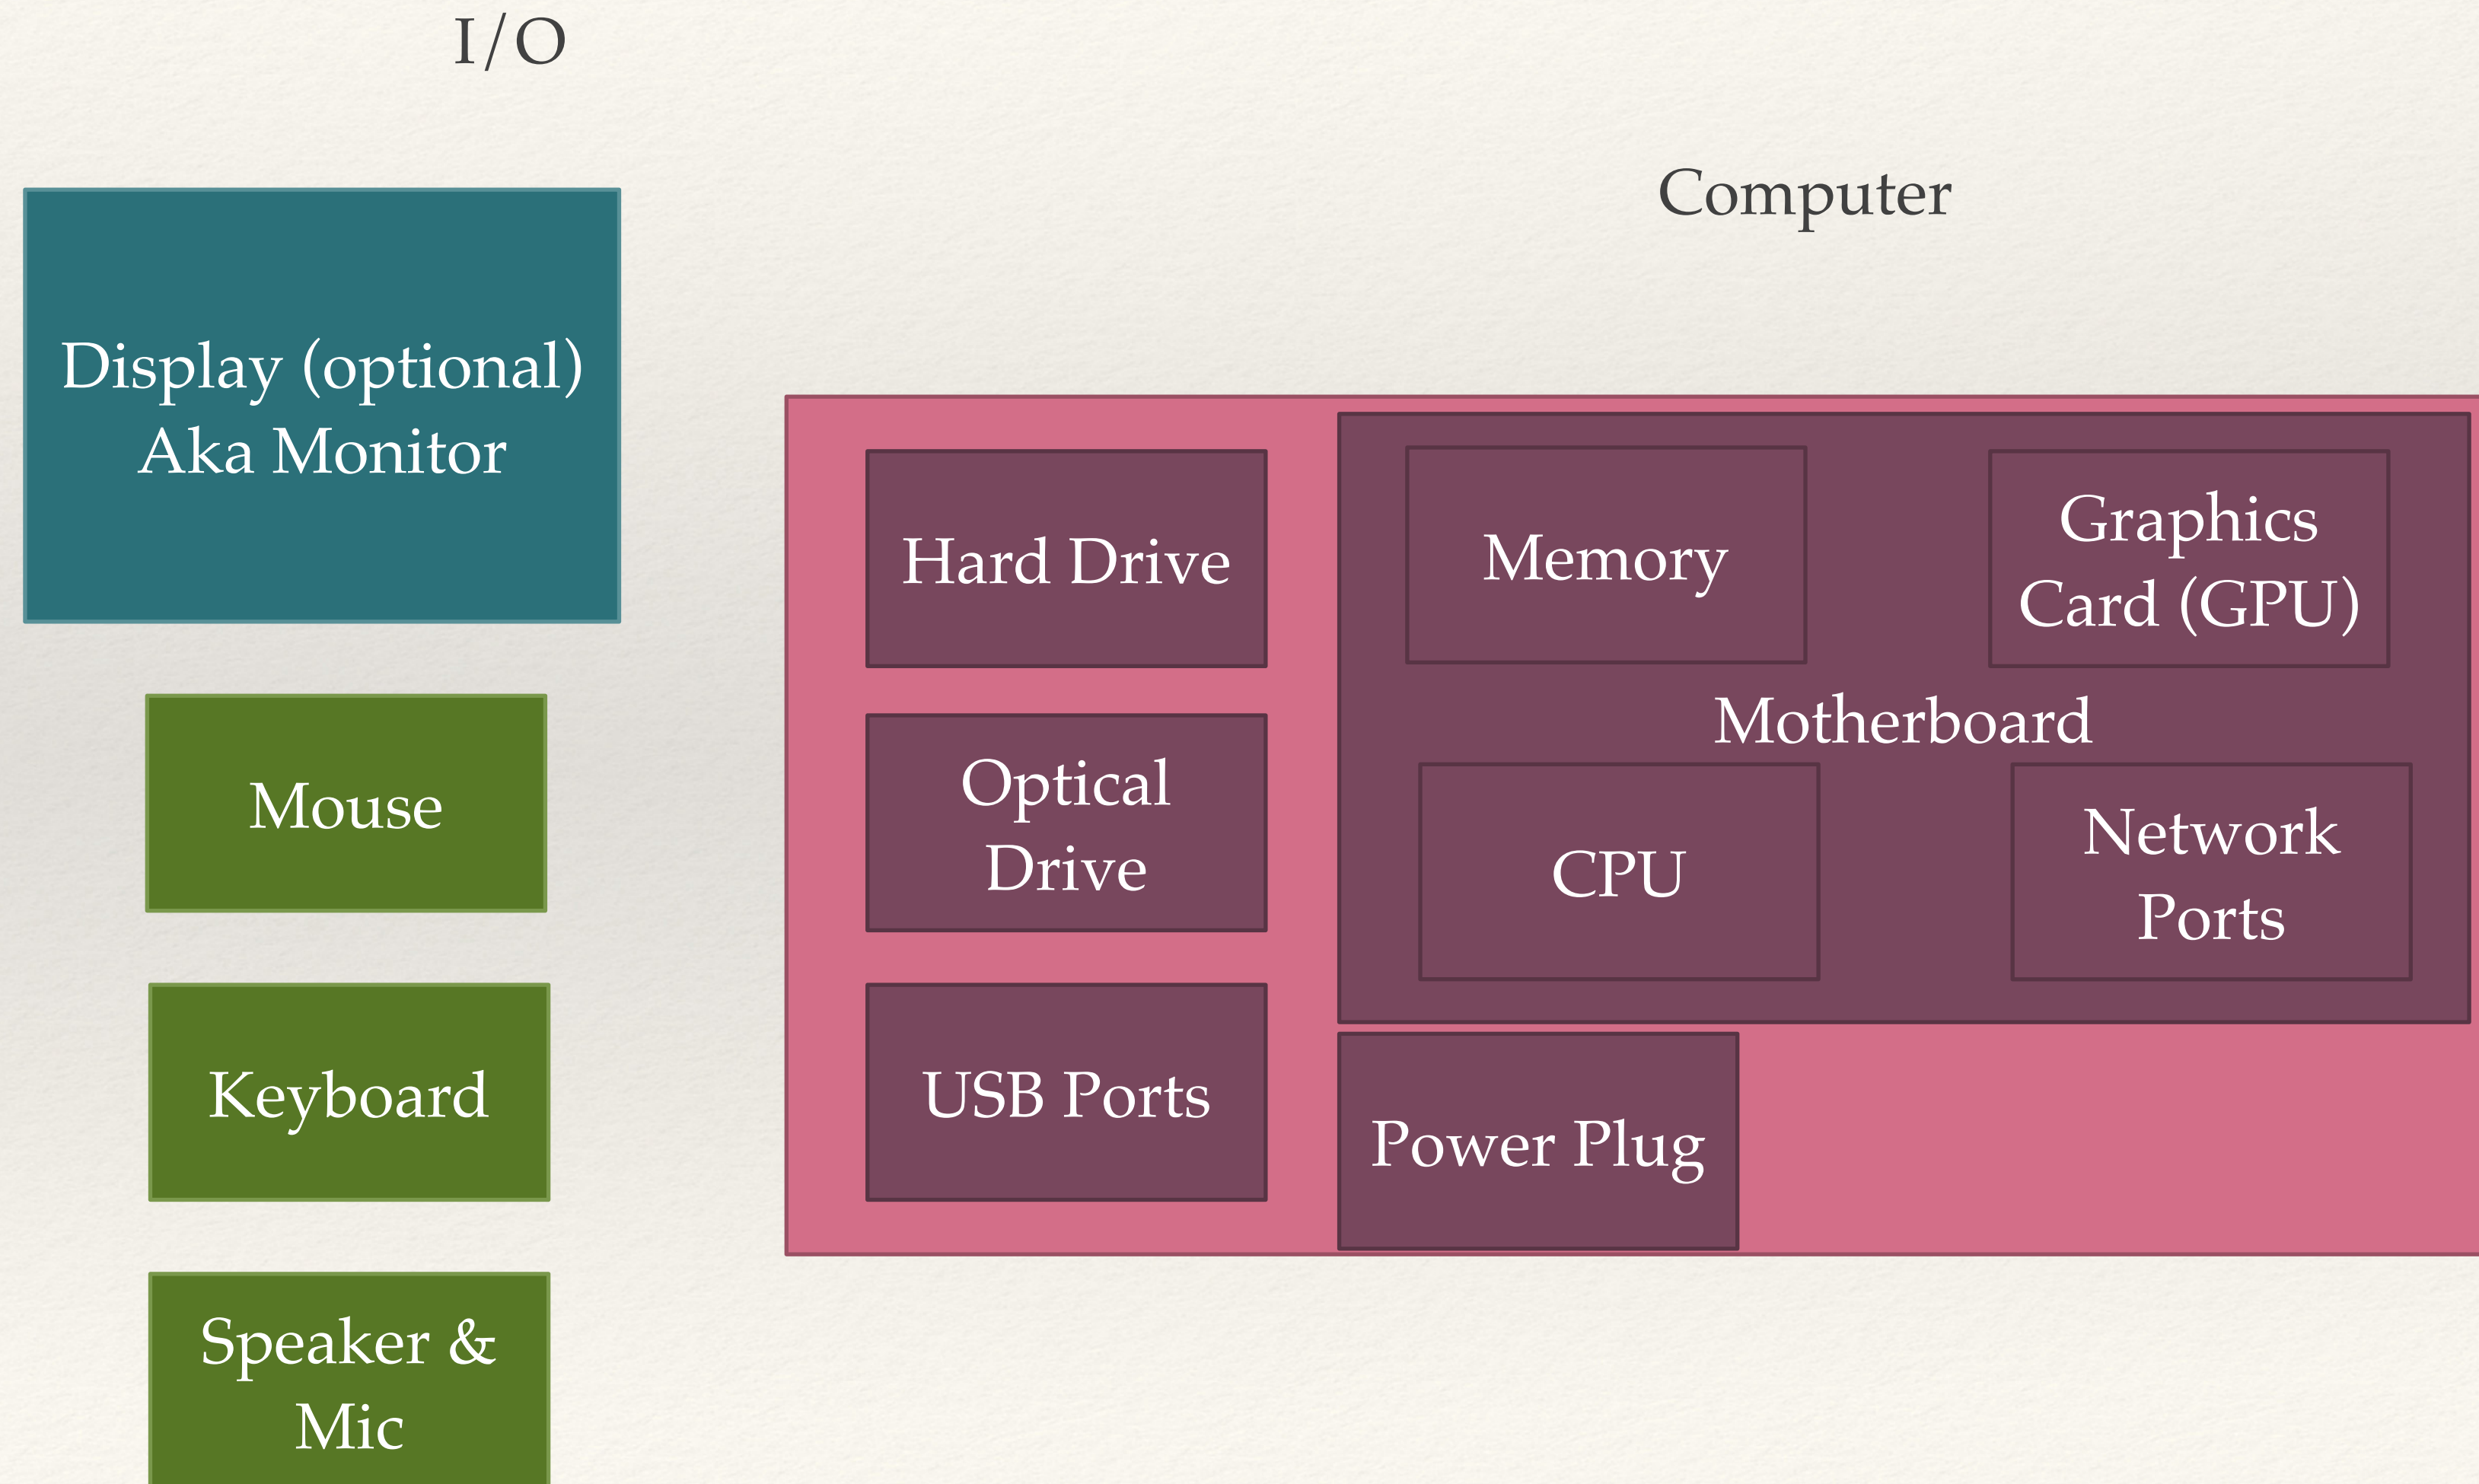 I/O
Computer
Display (optional)
Aka Monitor
Mouse
Keyboard
Speaker &
Mic
Hard Drive
Optical
Drive
USB Ports
Memory
Graphics
Card (GPU)
Motherboard
CPU
Network
Ports
Power Plug